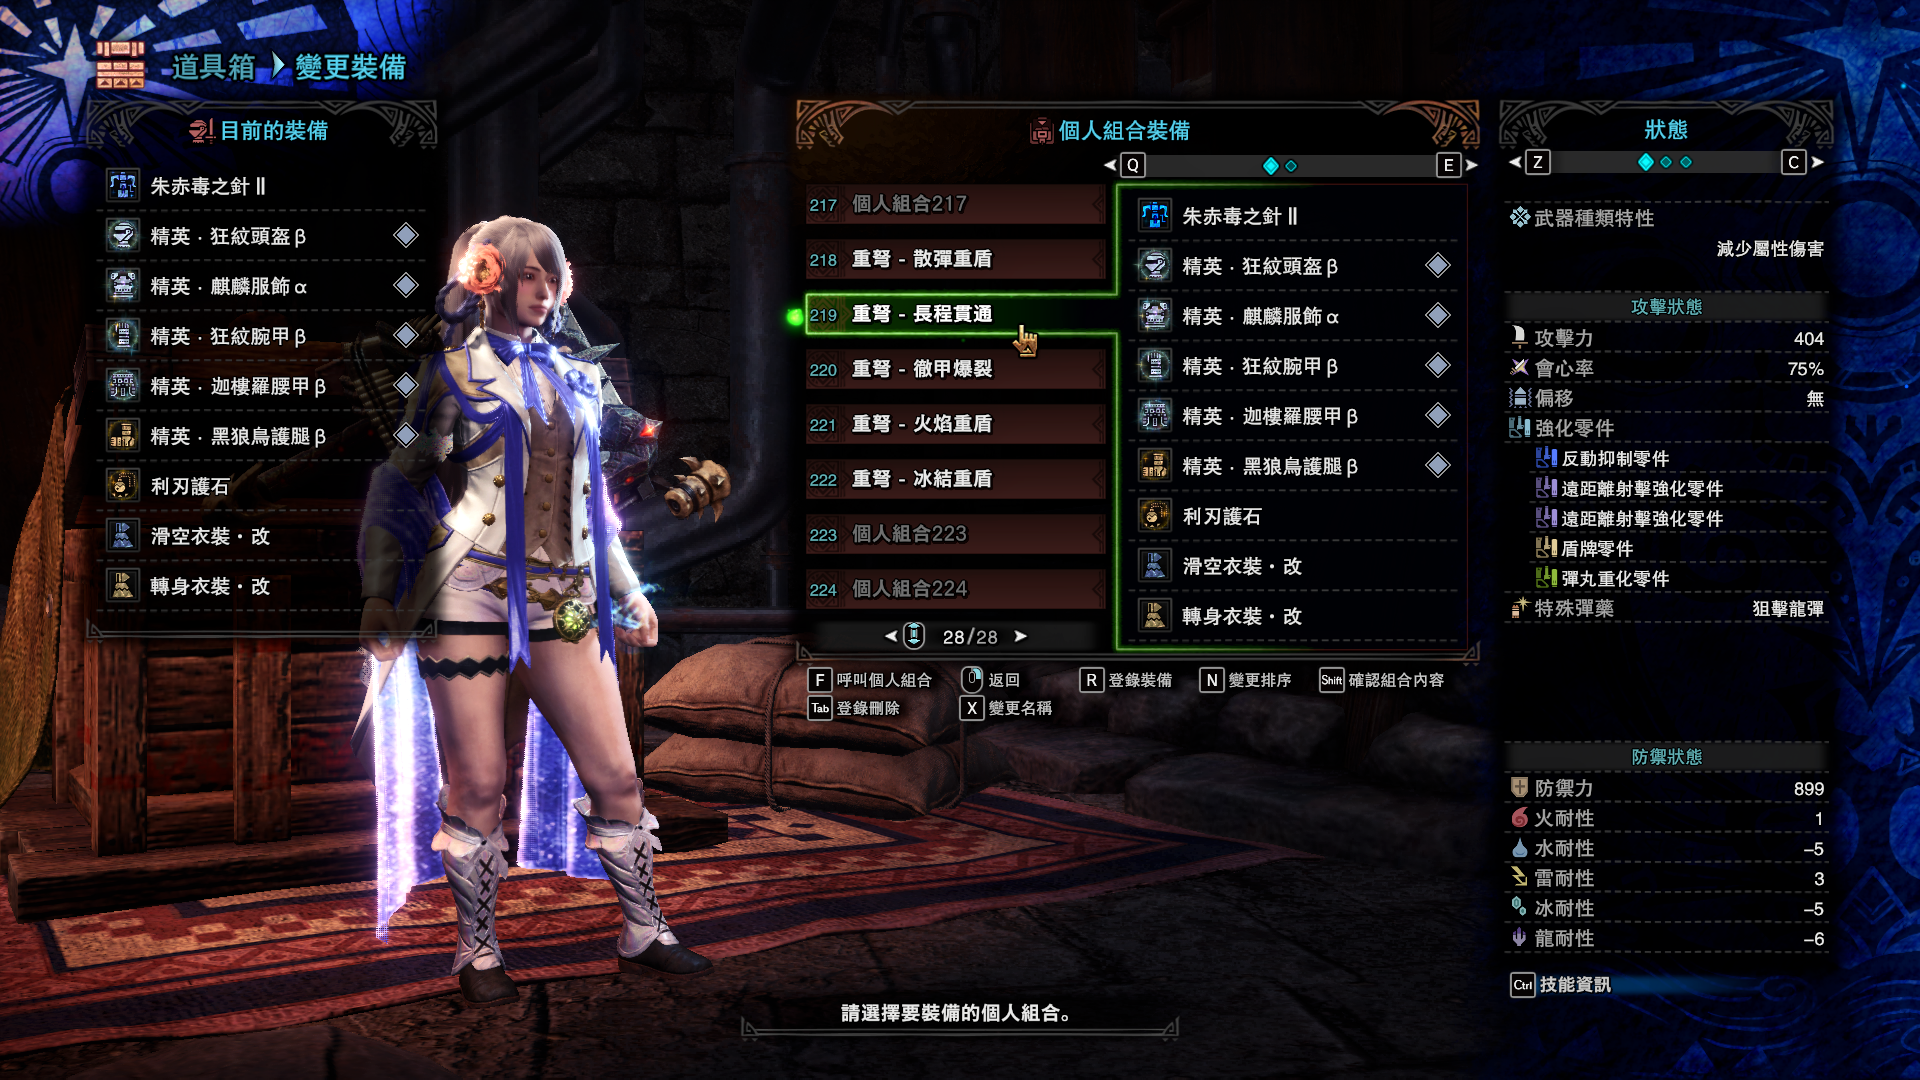 道具箱 變更裝備
目前的裝備
朱赤毒之針Ⅱ
精英・狂紋頭盔β
精英・麒麟服飾α
精英・狂紋腕甲β
精英・迦樓羅腰甲β
精英・黑狼鳥護腿β
利刃護石
滑空衣裝・改
轉身衣裝・改
個人組合裝備
Q E
217 個人組合217
218 重弩 - 散彈重盾
219 重弩 - 長程貫通
220 重弩 - 徹甲爆裂
221 重弩 - 火焰重盾
222 重弩 - 冰結重盾
223 個人組合223
224 個人組合224
28/28
朱赤毒之針Ⅱ
精英・狂紋頭盔β
精英・麒麟服飾α
精英・狂紋腕甲β
精英・迦樓羅腰甲β
精英・黑狼鳥護腿β
利刃護石
滑空衣裝・改
轉身衣裝・改
F 呼叫個人組合 返回 R 登錄裝備 N 變更排序 Shift 確認組合內容
Tab 登錄刪除 X 變更名稱
狀態
Z C
武器種類特性
減少屬性傷害
攻擊狀態
攻擊力 404
會心率 75%
偏移 無
強化零件
反動抑制零件
遠距離射擊強化零件
遠距離射擊強化零件
盾牌零件
彈丸重化零件
特殊彈藥 狙擊龍彈
防禦狀態
防禦力 899
火耐性 1
水耐性 -5
雷耐性 3
冰耐性 -5
龍耐性 -6
Ctrl 技能資訊
請選擇要裝備的個人組合。